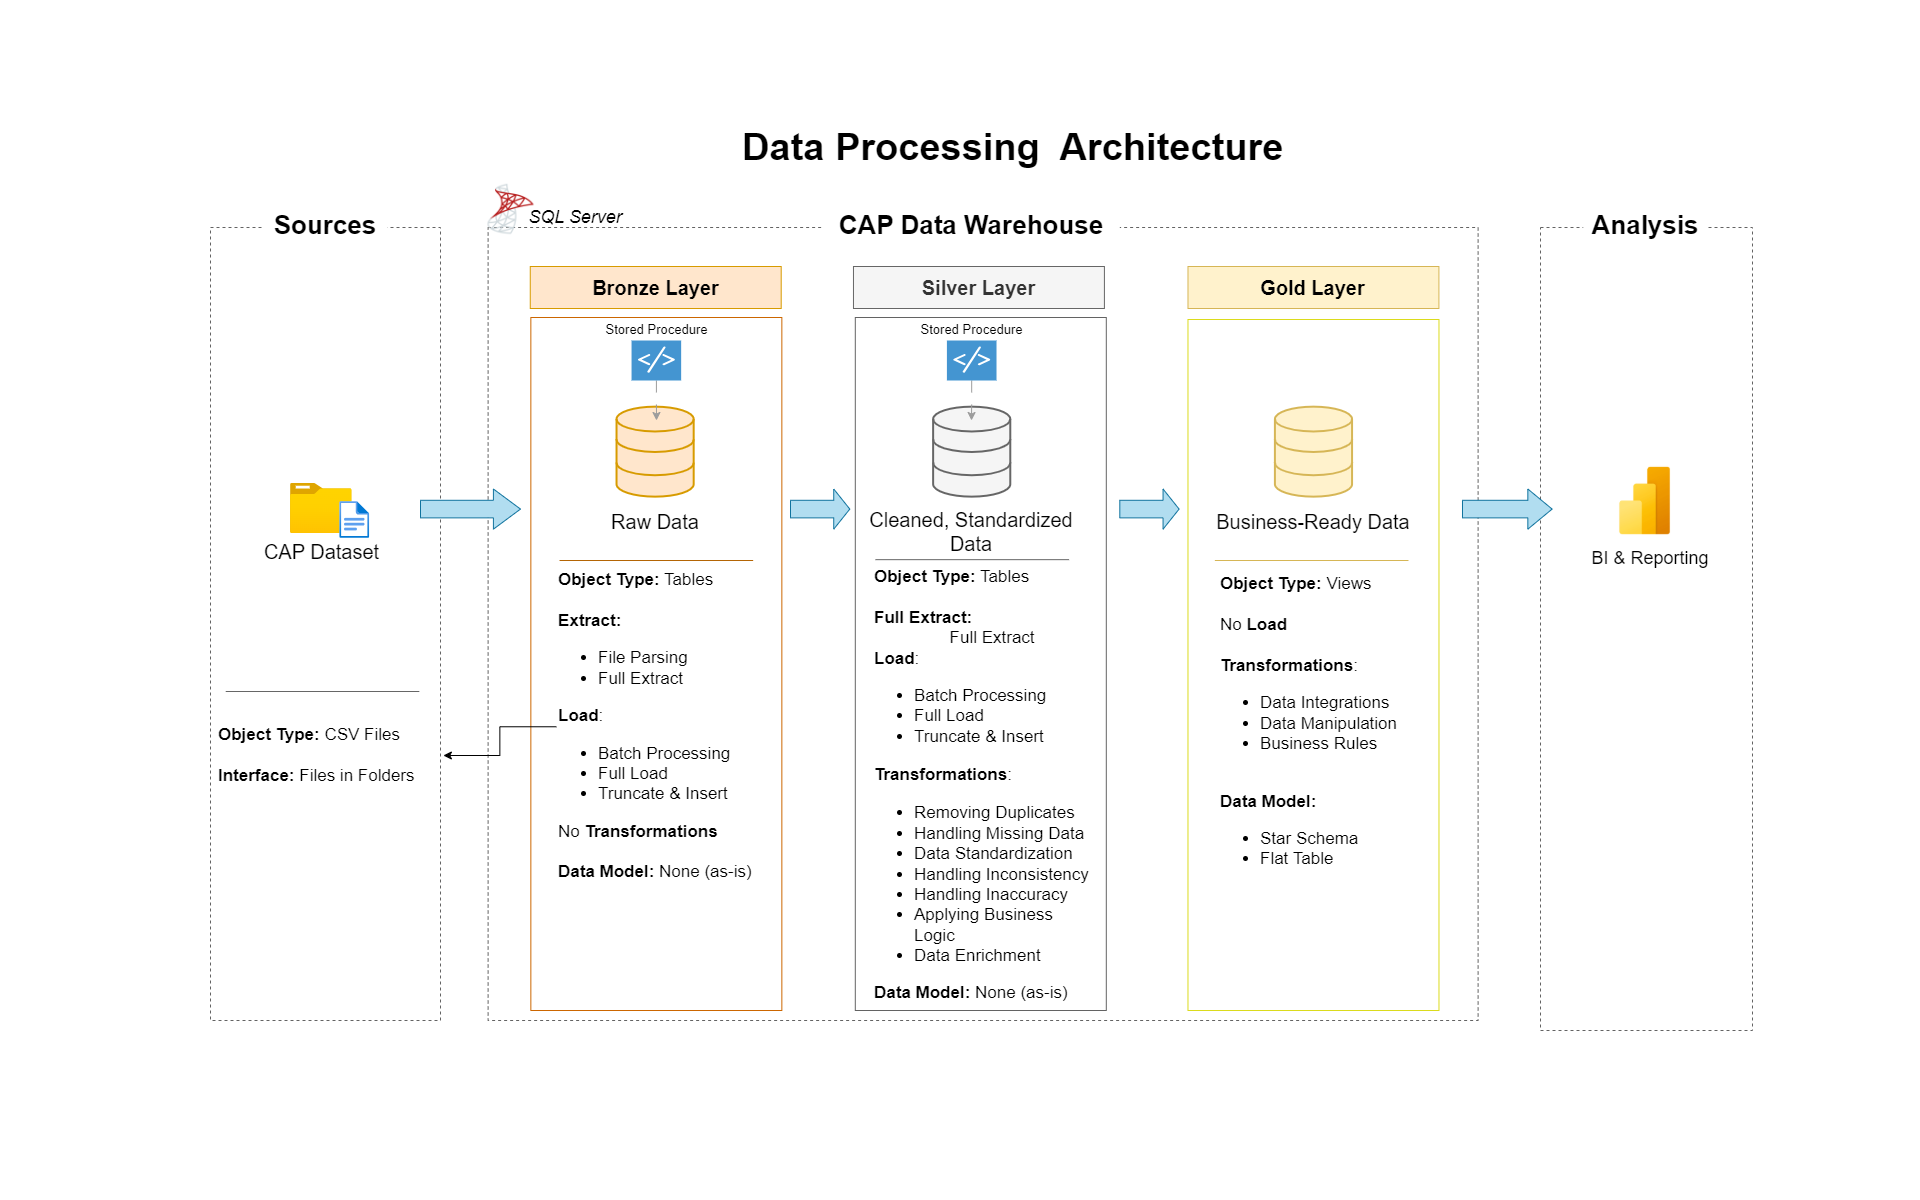 Data Processing  Architecture
Sources
SQL Server
CAP Data Warehouse
Analysis
CAP Dataset
Object Type: CSV Files
Interface: Files in Folders
Bronze Layer
Stored Procedure
</>
Raw Data
Object Type: Tables
Extract:
• File Parsing
• Full Extract
Load:
• Batch Processing
• Full Load
• Truncate & Insert
No Transformations
Data Model: None (as-is)
Silver Layer
Stored Procedure
</>
Cleaned, Standardized
Data
Object Type: Tables
Full Extract:
Full Extract
Load:
• Batch Processing
• Full Load
• Truncate & Insert
Transformations:
• Removing Duplicates
• Handling Missing Data
• Data Standardization
• Handling Inconsistency
• Handling Inaccuracy
• Applying Business
Logic
• Data Enrichment
Data Model: None (as-is)
Gold Layer
Business-Ready Data
Object Type: Views
No Load
Transformations:
• Data Integrations
• Data Manipulation
• Business Rules
Data Model:
• Star Schema
• Flat Table
BI & Reporting